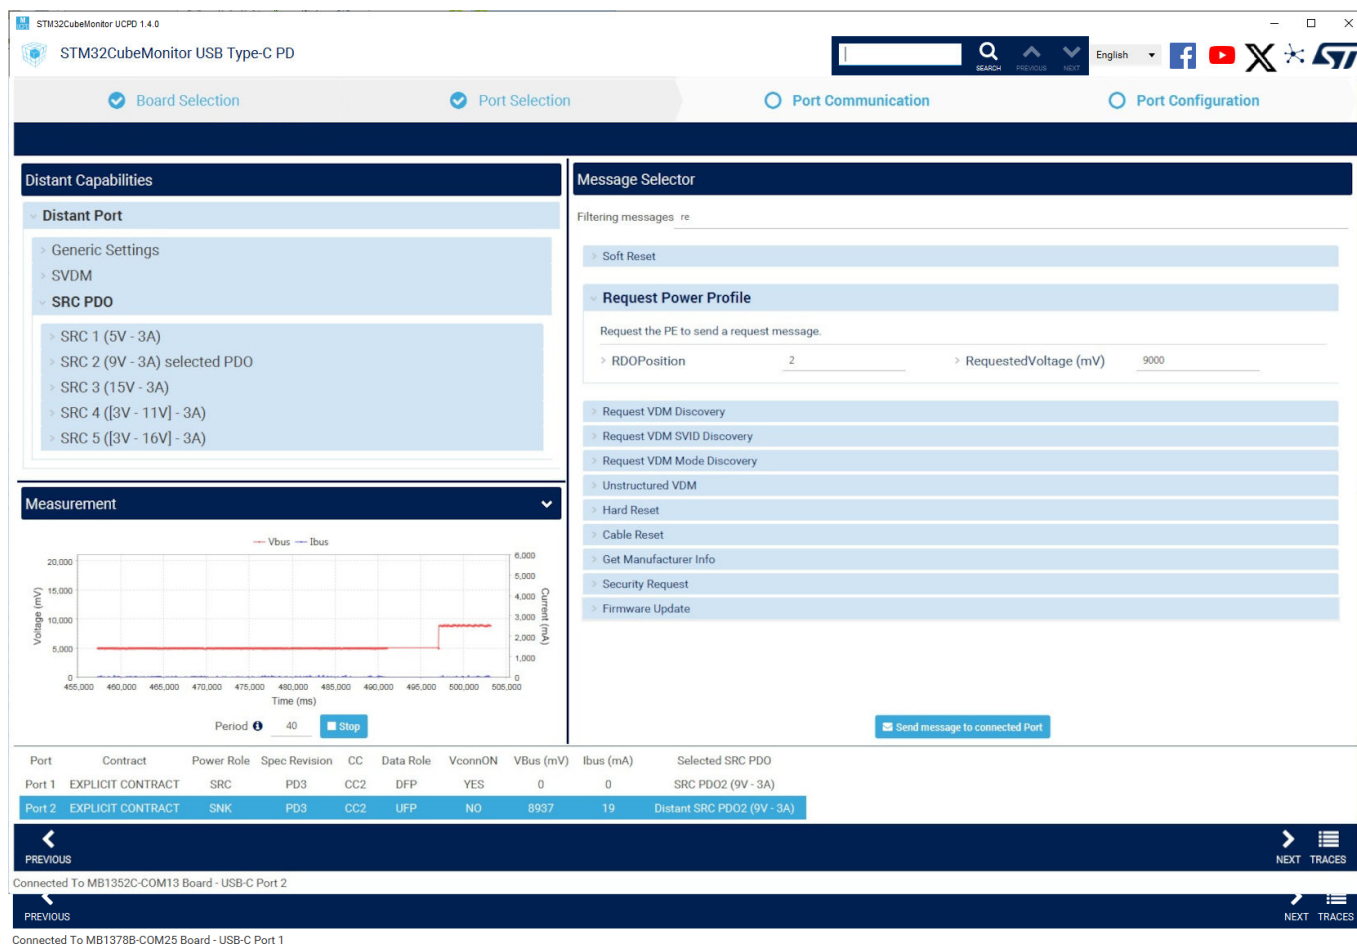 STM32CubeMonitor UCPD 1.4.0
STM32CubeMonitor USB Type-C PD
SEARCH PREVIOUS NEXT English
Board Selection Port Selection Port Communication Port Configuration
Distant Capabilities
Distant Port
Generic Settings
SVDM
SRC PDO
SRC 1 (5V - 3A)
SRC 2 (9V - 3A) selected PDO
SRC 3 (15V - 3A)
SRC 4 ([3V - 11V] - 3A)
SRC 5 ([3V - 16V] - 3A)
Measurement
Vbus Ibus
Voltage (mV)
20,000
15,000
10,000
5,000
0
6,000
5,000
4,000
3,000
2,000
1,000
0
Current (mA)
455,000 460,000 465,000 470,000 475,000 480,000 485,000 490,000 495,000 500,000 505,000
Time (ms)
Period 40 Stop
Message Selector
Filtering messages re
Soft Reset
Request Power Profile
Request the PE to send a request message.
RDOPosition 2 RequestedVoltage (mV) 9000
Request VDM Discovery
Request VDM SVID Discovery
Request VDM Mode Discovery
Unstructured VDM
Hard Reset
Cable Reset
Get Manufacturer Info
Security Request
Firmware Update
Send message to connected Port
Port Contract Power Role Spec Revision CC Data Role VconnON VBus (mV) Ibus (mA) Selected SRC PDO
Port 1 EXPLICIT CONTRACT SRC PD3 CC2 DFP YES 0 0 SRC PDO2 (9V - 3A)
Port 2 EXPLICIT CONTRACT SNK PD3 CC2 UFP NO 8937 19 Distant SRC PDO2 (9V - 3A)
PREVIOUS NEXT TRACES
Connected To MB1352C-COM13 Board - USB-C Port 2
PREVIOUS NEXT TRACES
Connected To MB1378B-COM25 Board - USB-C Port 1